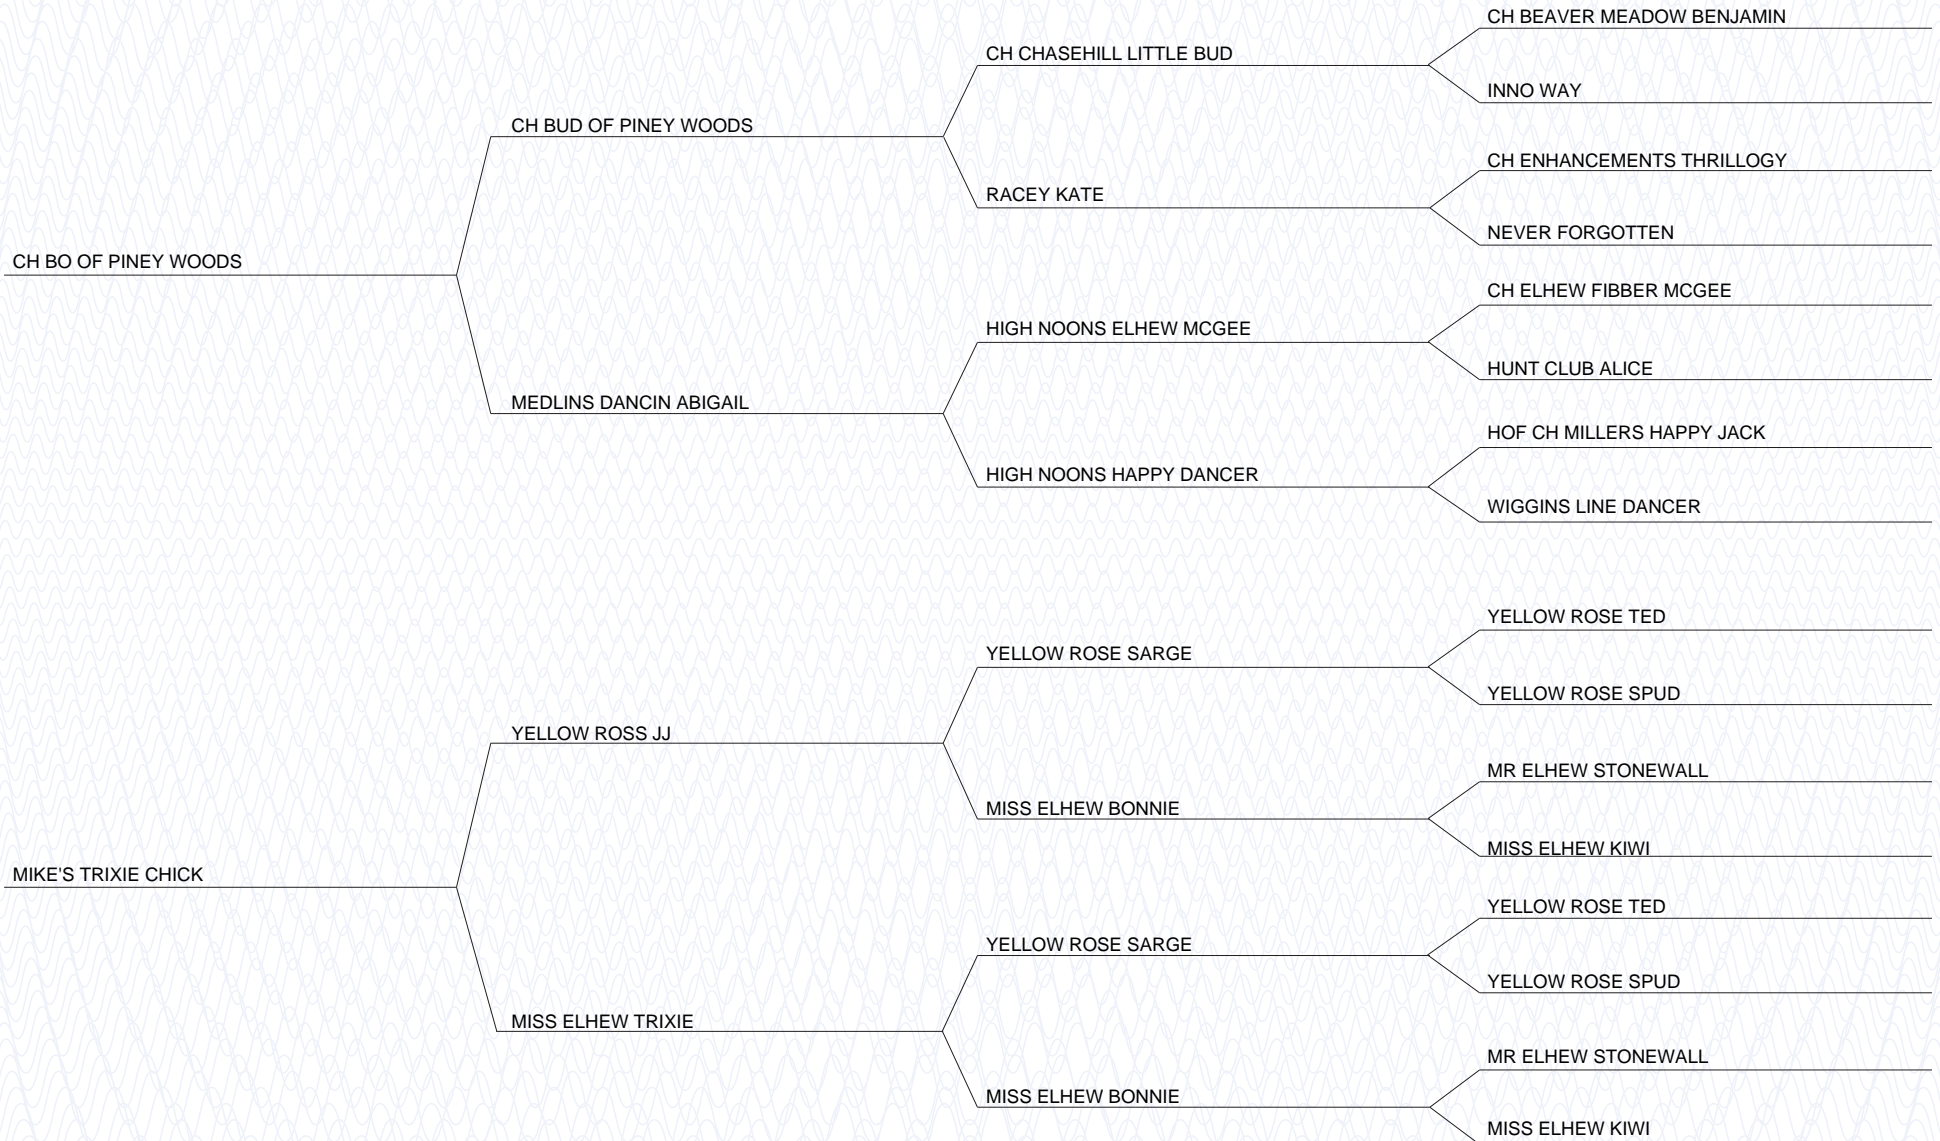 CH BEAVER MEADOW BENJAMIN
CH CHASEHILL LITTLE BUD
INNO WAY
CH BUD OF PINEY WOODS
CH ENHANCEMENTS THRILLOGY
RACEY KATE
NEVER FORGOTTEN
CH BO OF PINEY WOODS
CH ELHEW FIBBER MCGEE
HIGH NOONS ELHEW MCGEE
HUNT CLUB ALICE
MEDLINS DANCIN ABIGAIL
HOF CH MILLERS HAPPY JACK
HIGH NOONS HAPPY DANCER
WIGGINS LINE DANCER
YELLOW ROSE TED
YELLOW ROSE SARGE
YELLOW ROSE SPUD
YELLOW ROSS JJ
MR ELHEW STONEWALL
MISS ELHEW BONNIE
MISS ELHEW KIWI
MIKE'S TRIXIE CHICK
YELLOW ROSE TED
YELLOW ROSE SARGE
YELLOW ROSE SPUD
MISS ELHEW TRIXIE
MR ELHEW STONEWALL
MISS ELHEW BONNIE
MISS ELHEW KIWI